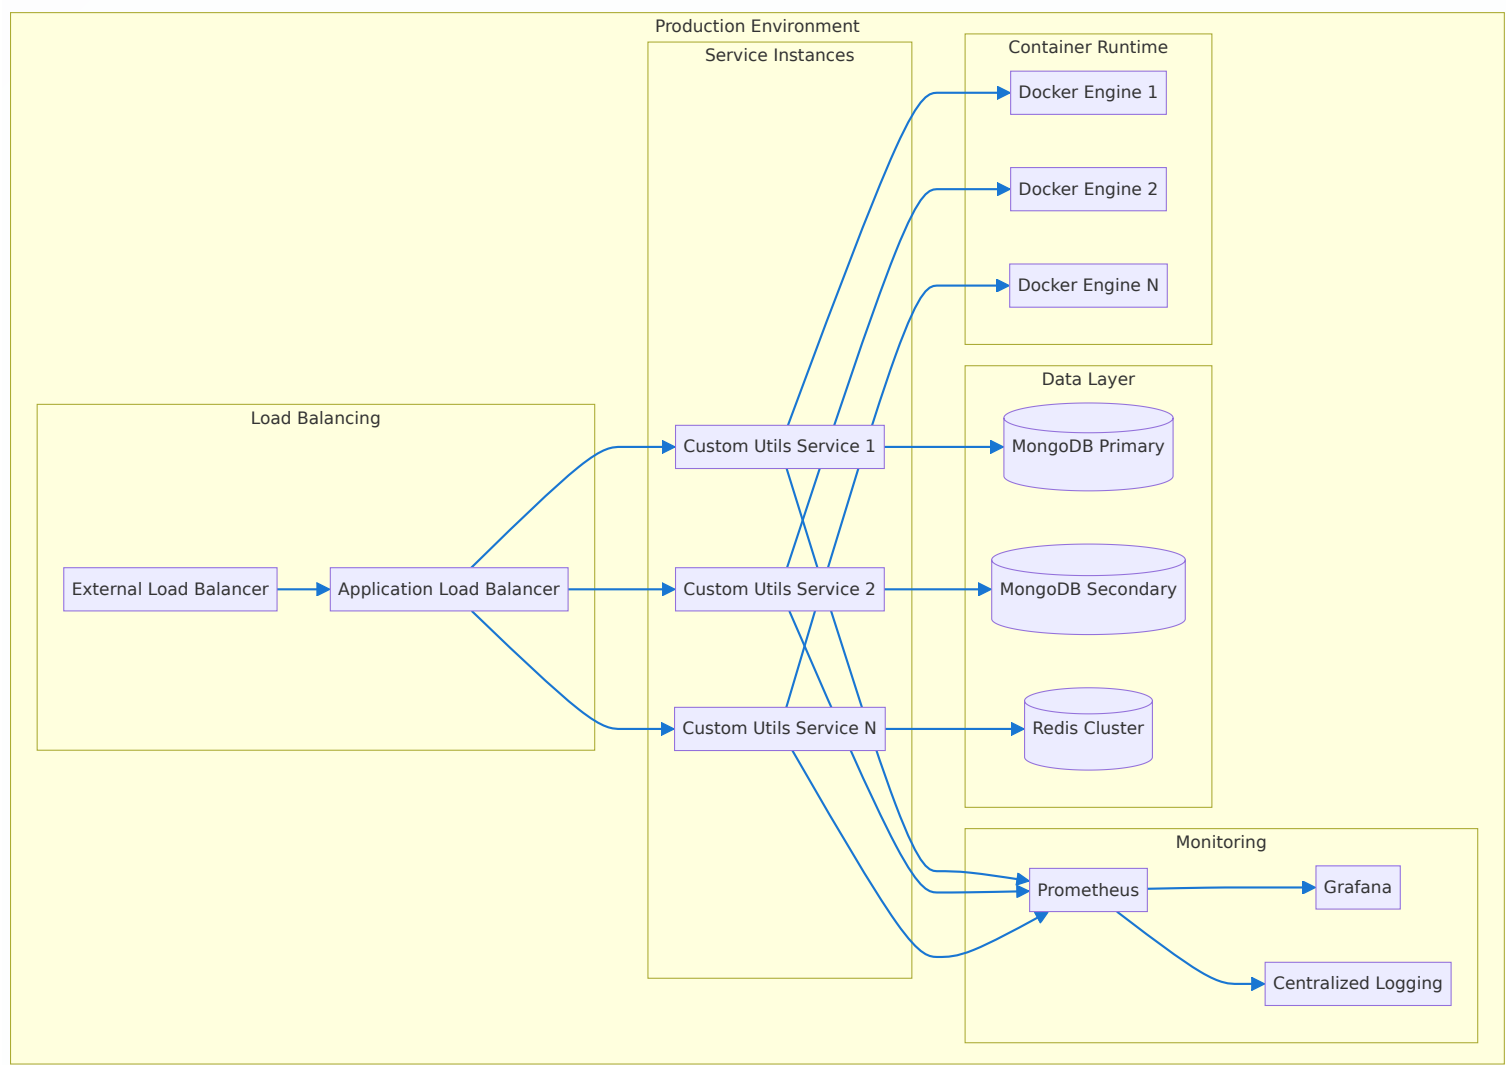 Production Environment
Service Instances
Container Runtime
Docker Engine 1
Docker Engine 2
Docker Engine N
Data Layer
Load Balancing
Custom Utils Service 1
MongoDB Primary
External Load Balancer
Application Load Balancer
Custom Utils Service 2
MongoDB Secondary
Custom Utils Service N
Redis Cluster
Monitoring
Prometheus
Grafana
Centralized Logging